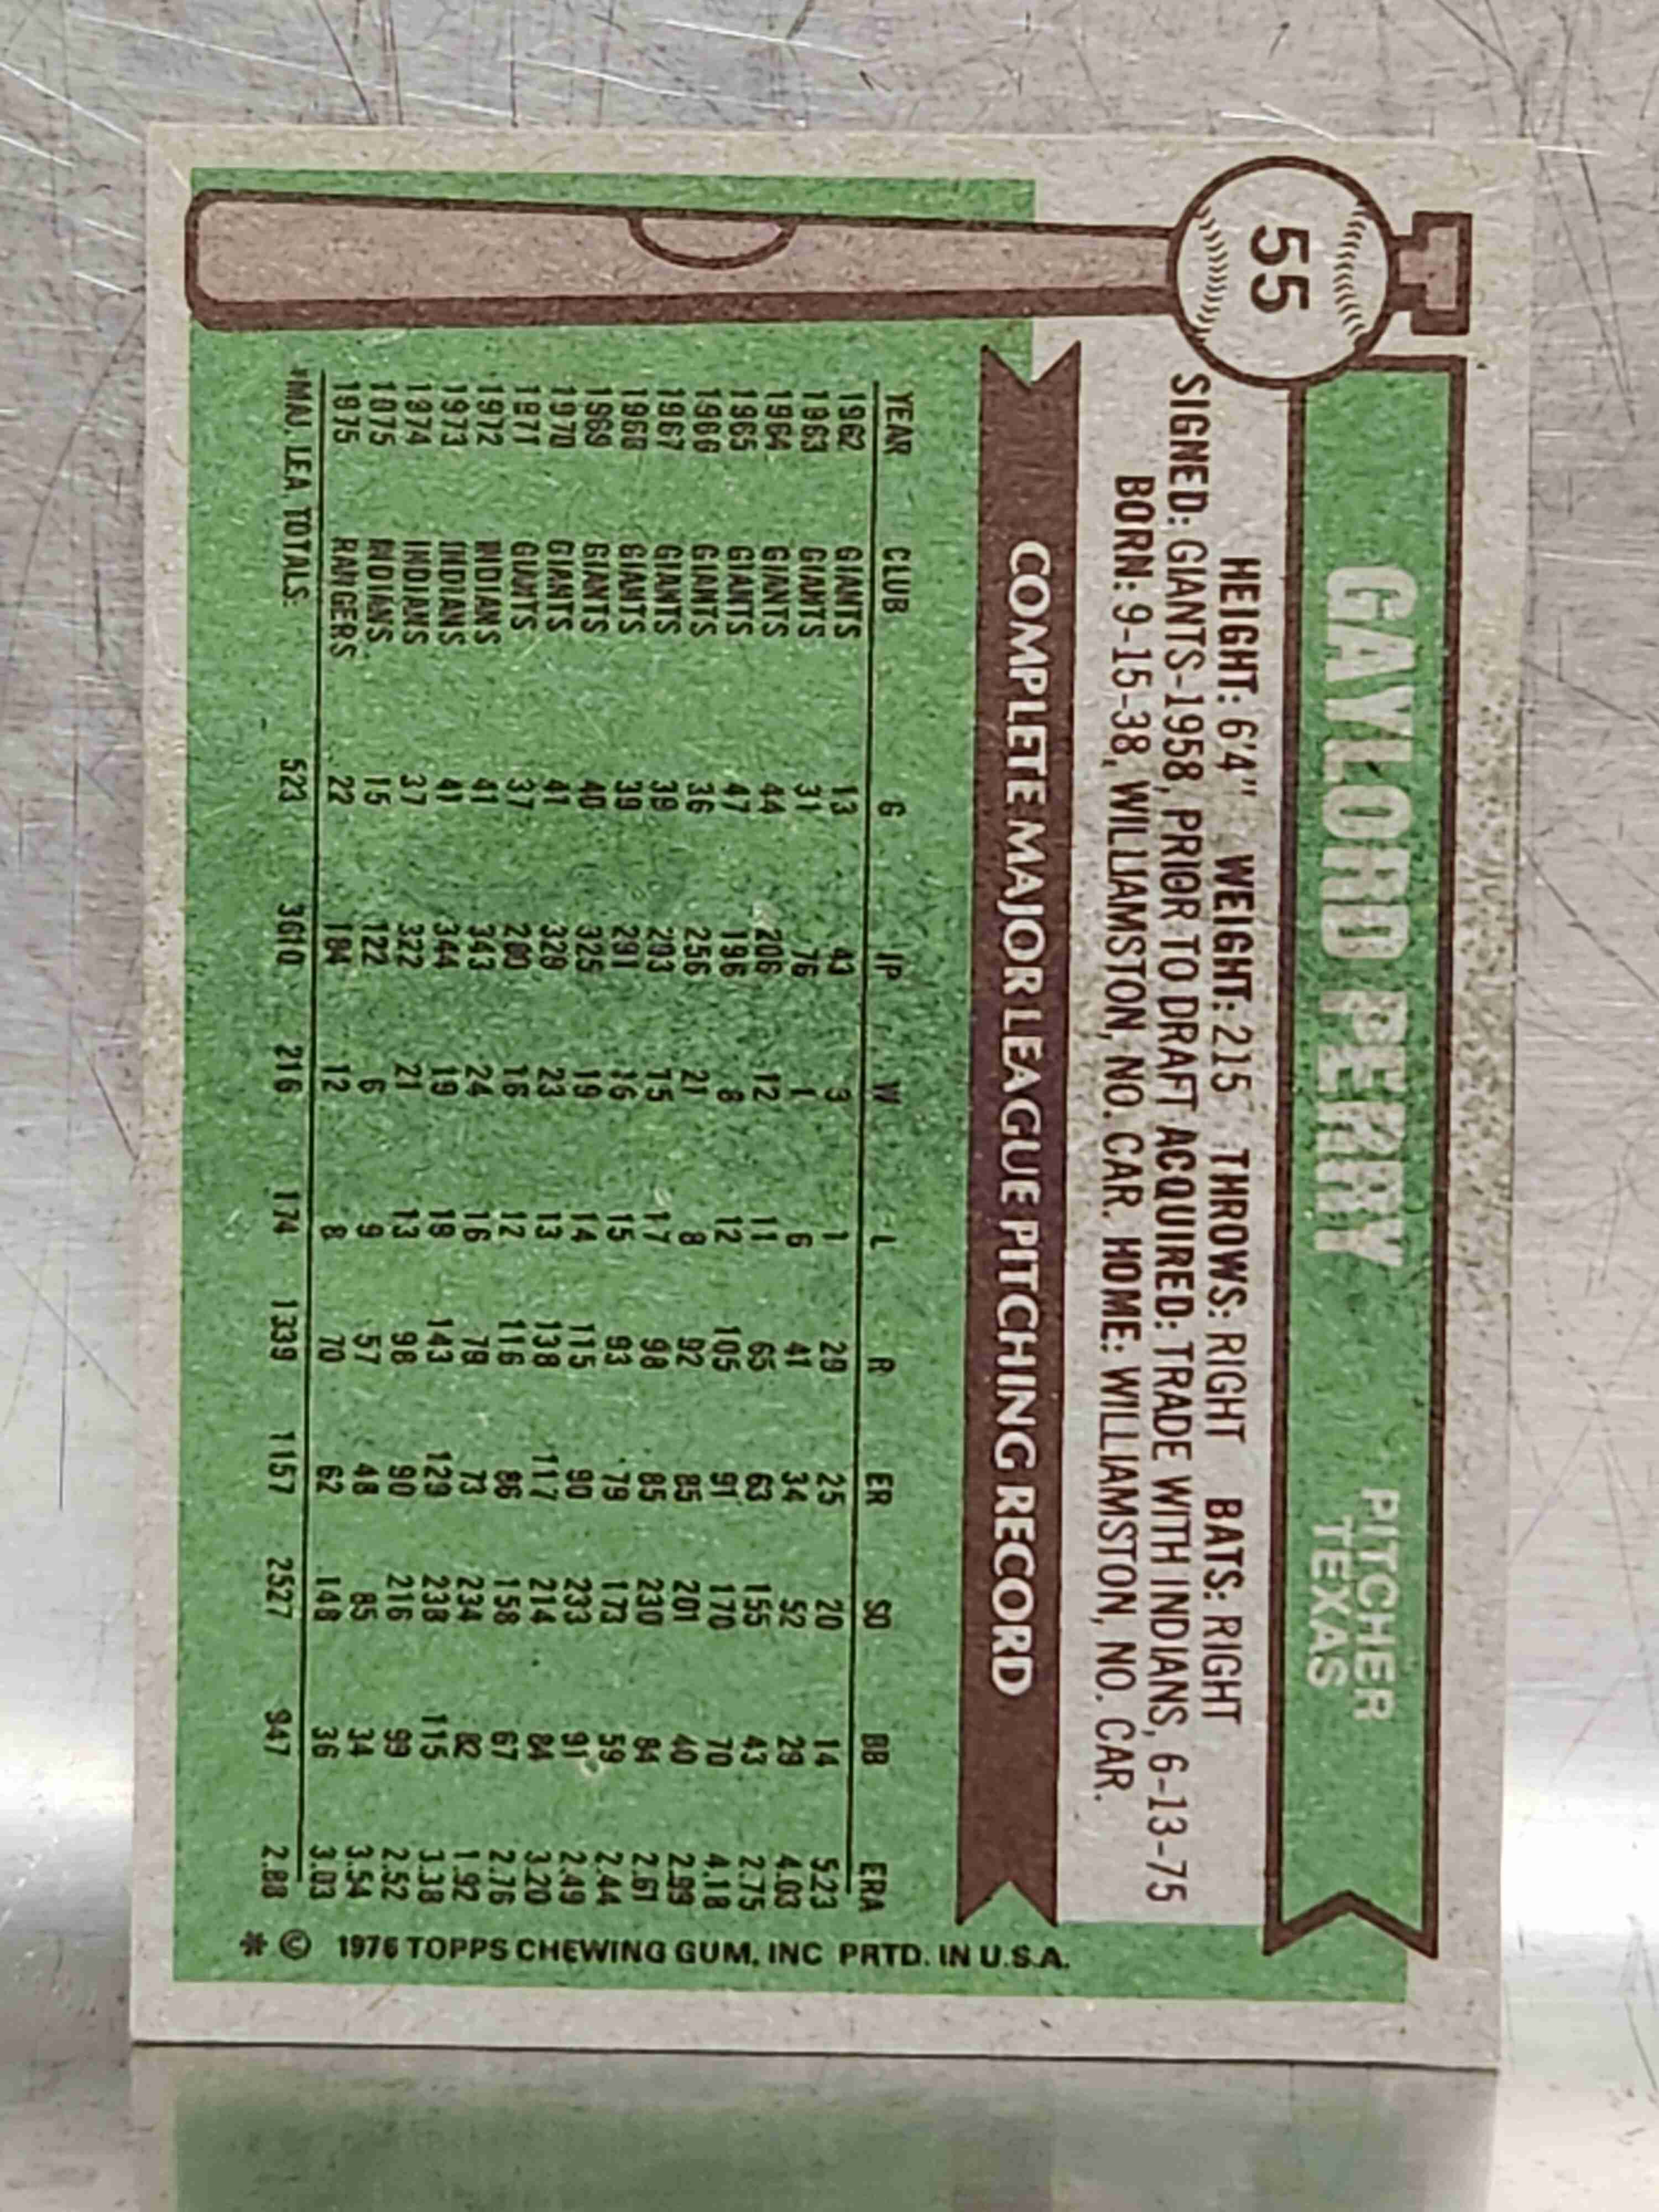 55
GAYLORD PERRY
PITCHER
TEXAS
HEIGHT: 6'4" WEIGHT: 215 THROWS: RIGHT BATS: RIGHT
SIGNED: GIANTS-1958, PRIOR TO DRAFT ACQUIRED: TRADE WITH INDIANS, 6-13-75
BORN: 9-15-38, WILLIAMSTON, NO. CAR. HOME: WILLIAMSTON, NO. CAR.
COMPLETE MAJOR LEAGUE PITCHING RECORD
YEAR CLUB G IP W L R ER SO BB ERA
1962 GIANTS 13 43 3 1 29 25 20 14 5.23
1963 GIANTS 31 76 1 6 41 34 52 29 4.03
1964 GIANTS 44 206 12 11 65 63 155 43 2.75
1965 GIANTS 47 196 8 12 105 91 170 70 4.18
1966 GIANTS 36 256 21 8 92 85 201 40 2.99
1967 GIANTS 39 293 15 17 98 85 230 84 2.61
1968 GIANTS 39 291 16 15 93 79 173 59 2.44
1969 GIANTS 40 325 19 14 115 90 233 91 2.49
1970 GIANTS 41 329 23 13 138 117 214 84 3.20
1971 GIANTS 37 280 16 12 116 86 158 67 2.76
1972 INDIANS 41 343 24 16 79 73 234 82 1.92
1973 INDIANS 41 344 19 19 143 129 238 115 3.38
1974 INDIANS 37 322 21 13 98 90 216 99 2.52
1975 INDIANS 15 122 6 9 57 48 85 34 3.54
1975 RANGERS 22 184 12 8 70 62 148 36 3.03
*MAJ. LEA. TOTALS: 523 3610 216 174 1339 1157 2527 947 2.88
* © 1976 TOPPS CHEWING GUM, INC PRTD. IN U.S.A.